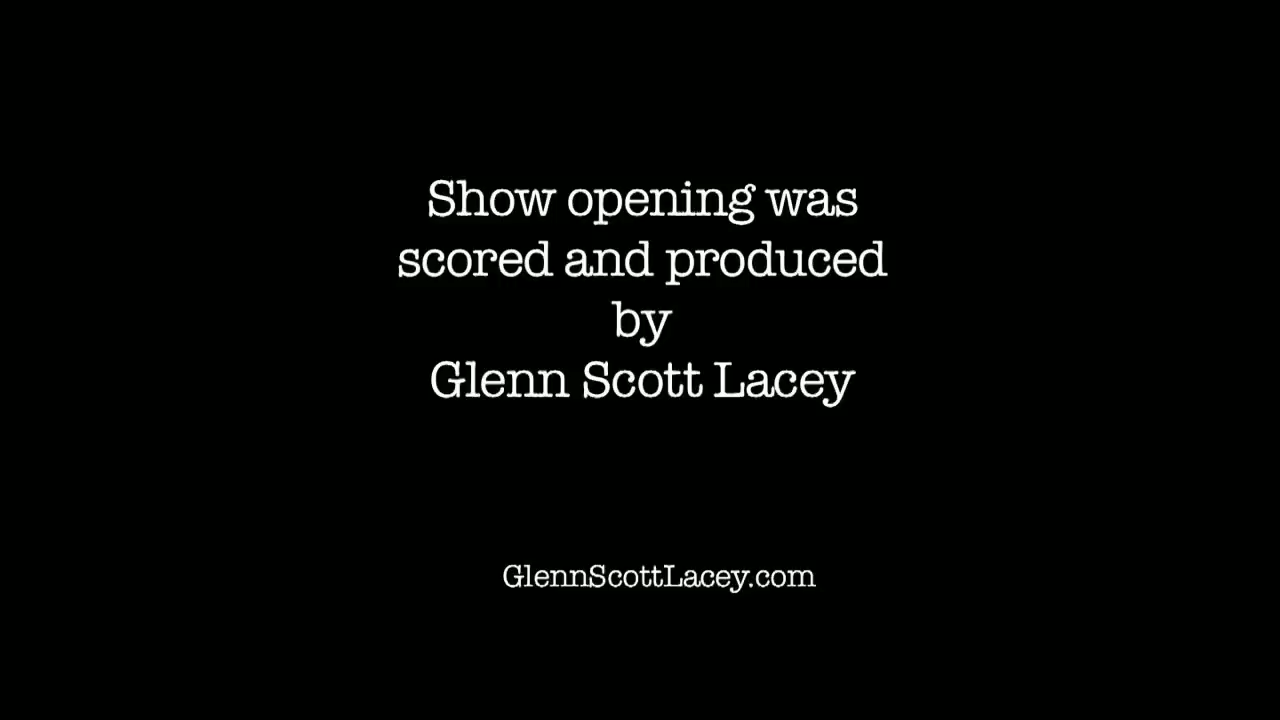 Show opening was
scored and produced
by
Glenn Scott Lacey
GlennScottLacey.com